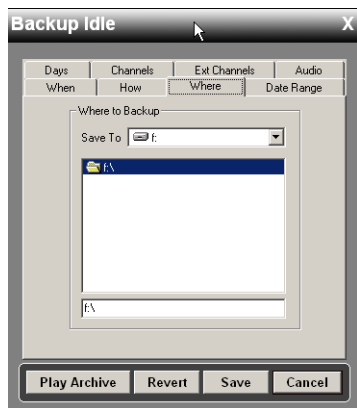 Backup Idle X
Days Channels Ext Channels Audio
When How Where Date Range
Where to Backup
Save To f:
f:\
f:\
Play Archive Revert Save Cancel